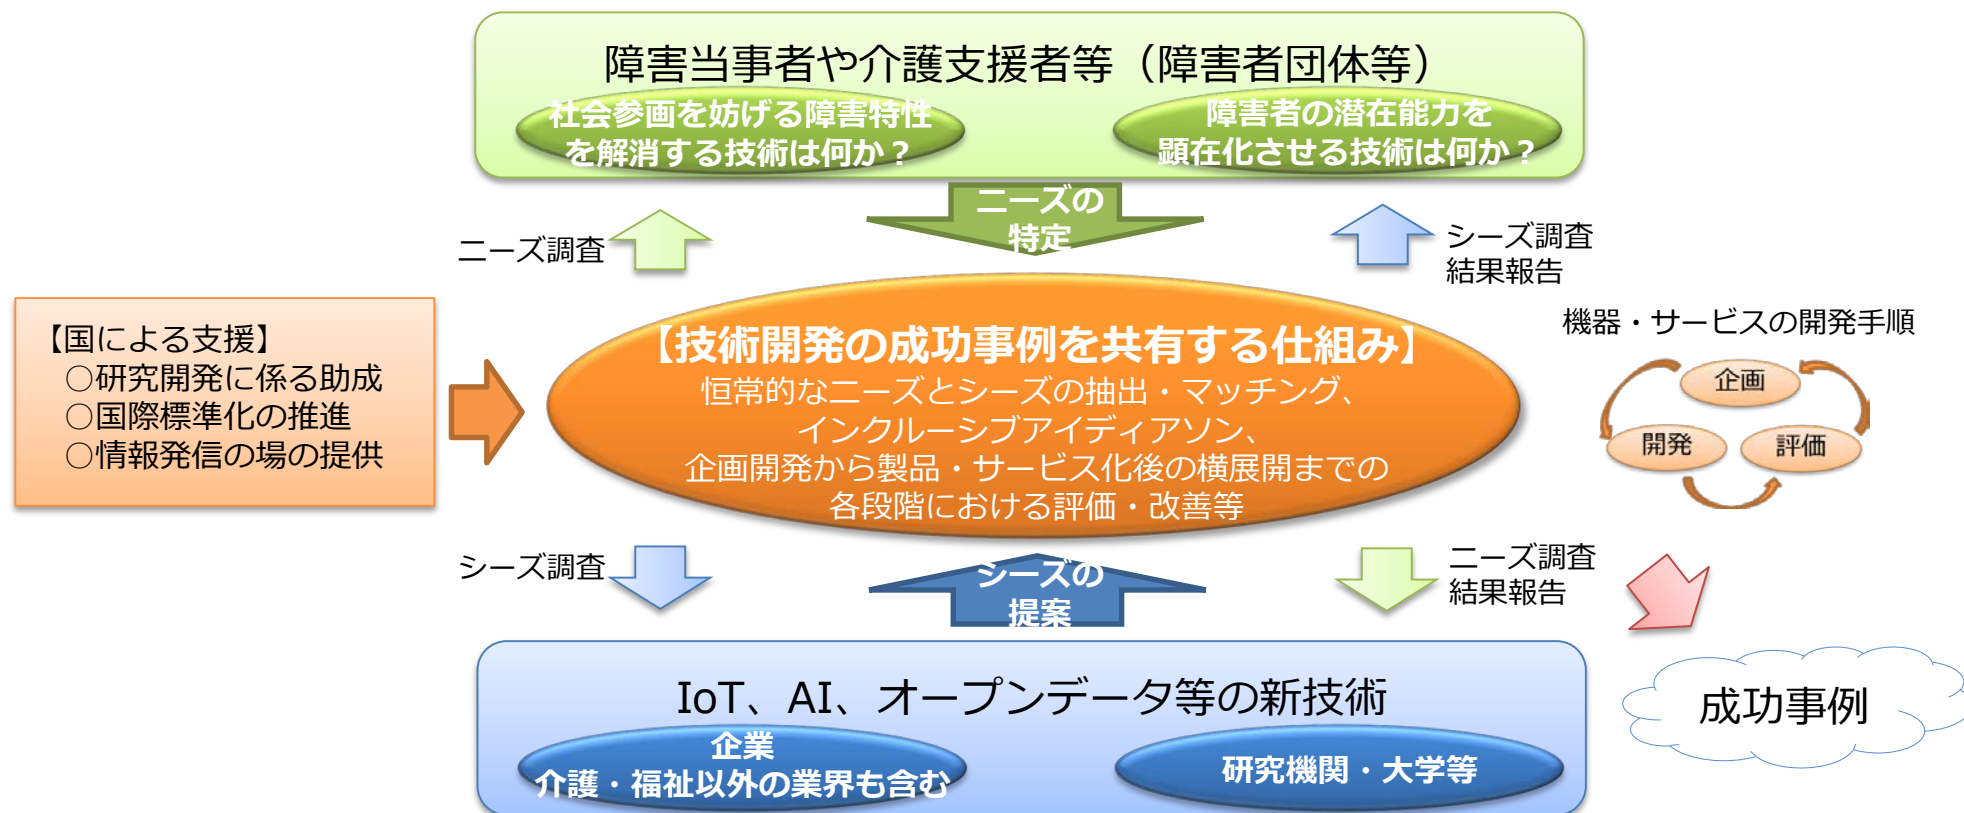 障害当事者や介護支援者等（障害者団体等）
社会参画を妨げる障害特性
を解消する技術は何か？
障害者の潜在能力を
顕在化させる技術は何か？
ニーズの
特定
ニーズ調査
シーズ調査
結果報告
【国による支援】
○研究開発に係る助成
○国際標準化の推進
○情報発信の場の提供
【技術開発の成功事例を共有する仕組み】
恒常的なニーズとシーズの抽出・マッチング、
インクルーシブアイディアソン、
企画開発から製品・サービス化後の横展開までの
各段階における評価・改善等
機器・サービスの開発手順
企画
開発
評価
シーズ調査
シーズの
提案
ニーズ調査
結果報告
IoT、AI、オープンデータ等の新技術
企業
介護・福祉以外の業界も含む
研究機関・大学等
成功事例